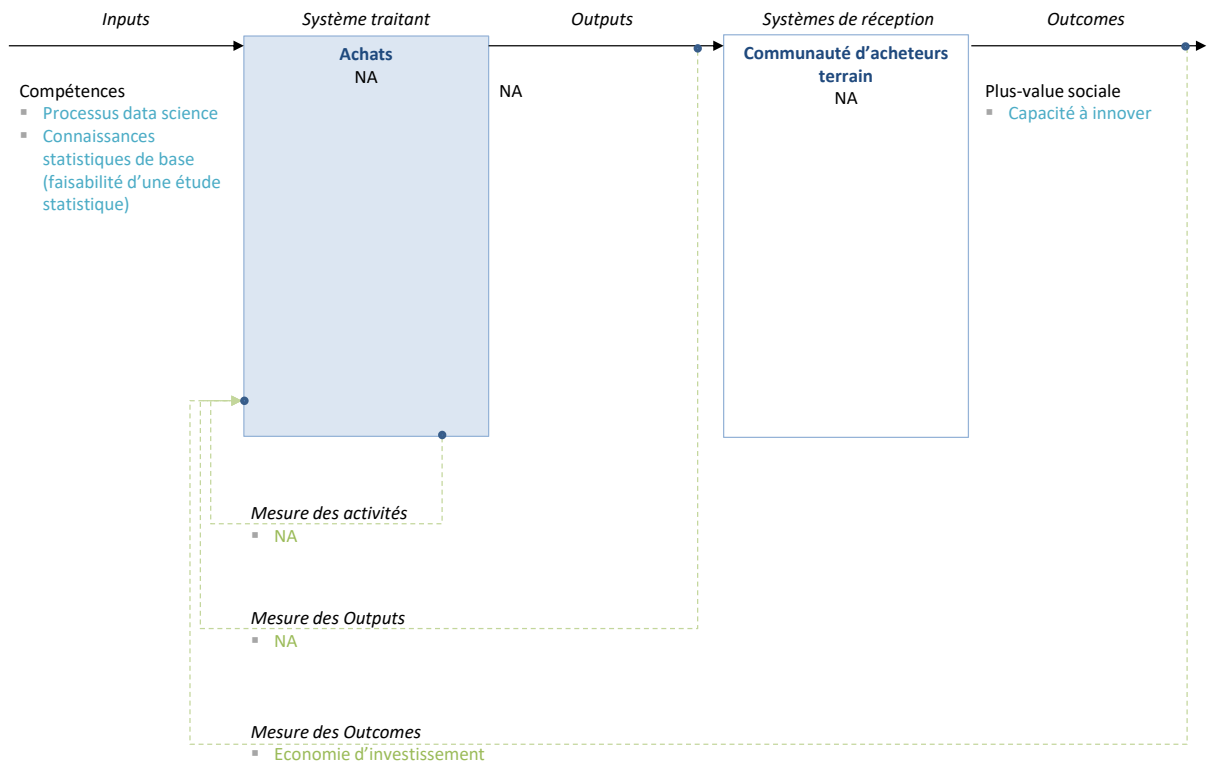 Inputs
Système traitant
Outputs
Systèmes de réception
Outcomes
Compétences
▪ Processus data science
▪ Connaissances
statistiques de base
(faisabilité d’une étude
statistique)
Achats
NA
NA
Communauté d’acheteurs
terrain
NA
Plus-value sociale
▪ Capacité à innover
Mesure des activités
▪ NA
Mesure des Outputs
▪ NA
Mesure des Outcomes
▪ Economie d’investissement